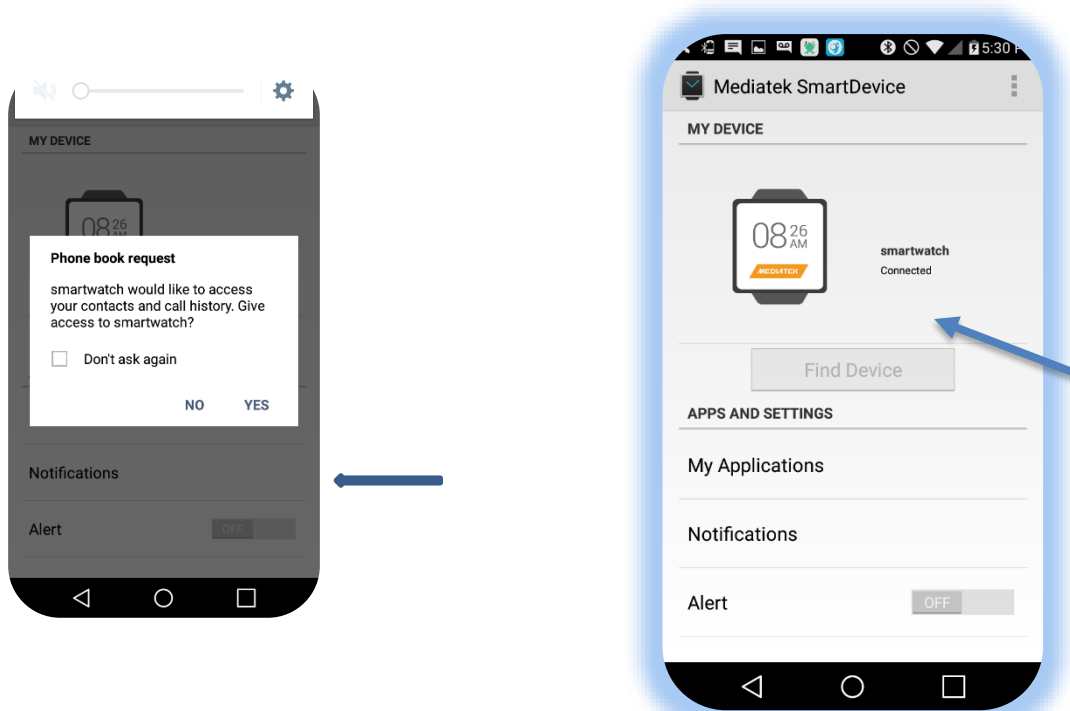 MY DEVICE
08 26
AM
Phone book request
smartwatch would like to access
your contacts and call history. Give
access to smartwatch?
Don't ask again
NO YES
Notifications
Alert OFF
5:30
Mediatek SmartDevice
MY DEVICE
08 26
AM
MEDIATEK
smartwatch
Connected
Find Device
APPS AND SETTINGS
My Applications
Notifications
Alert OFF